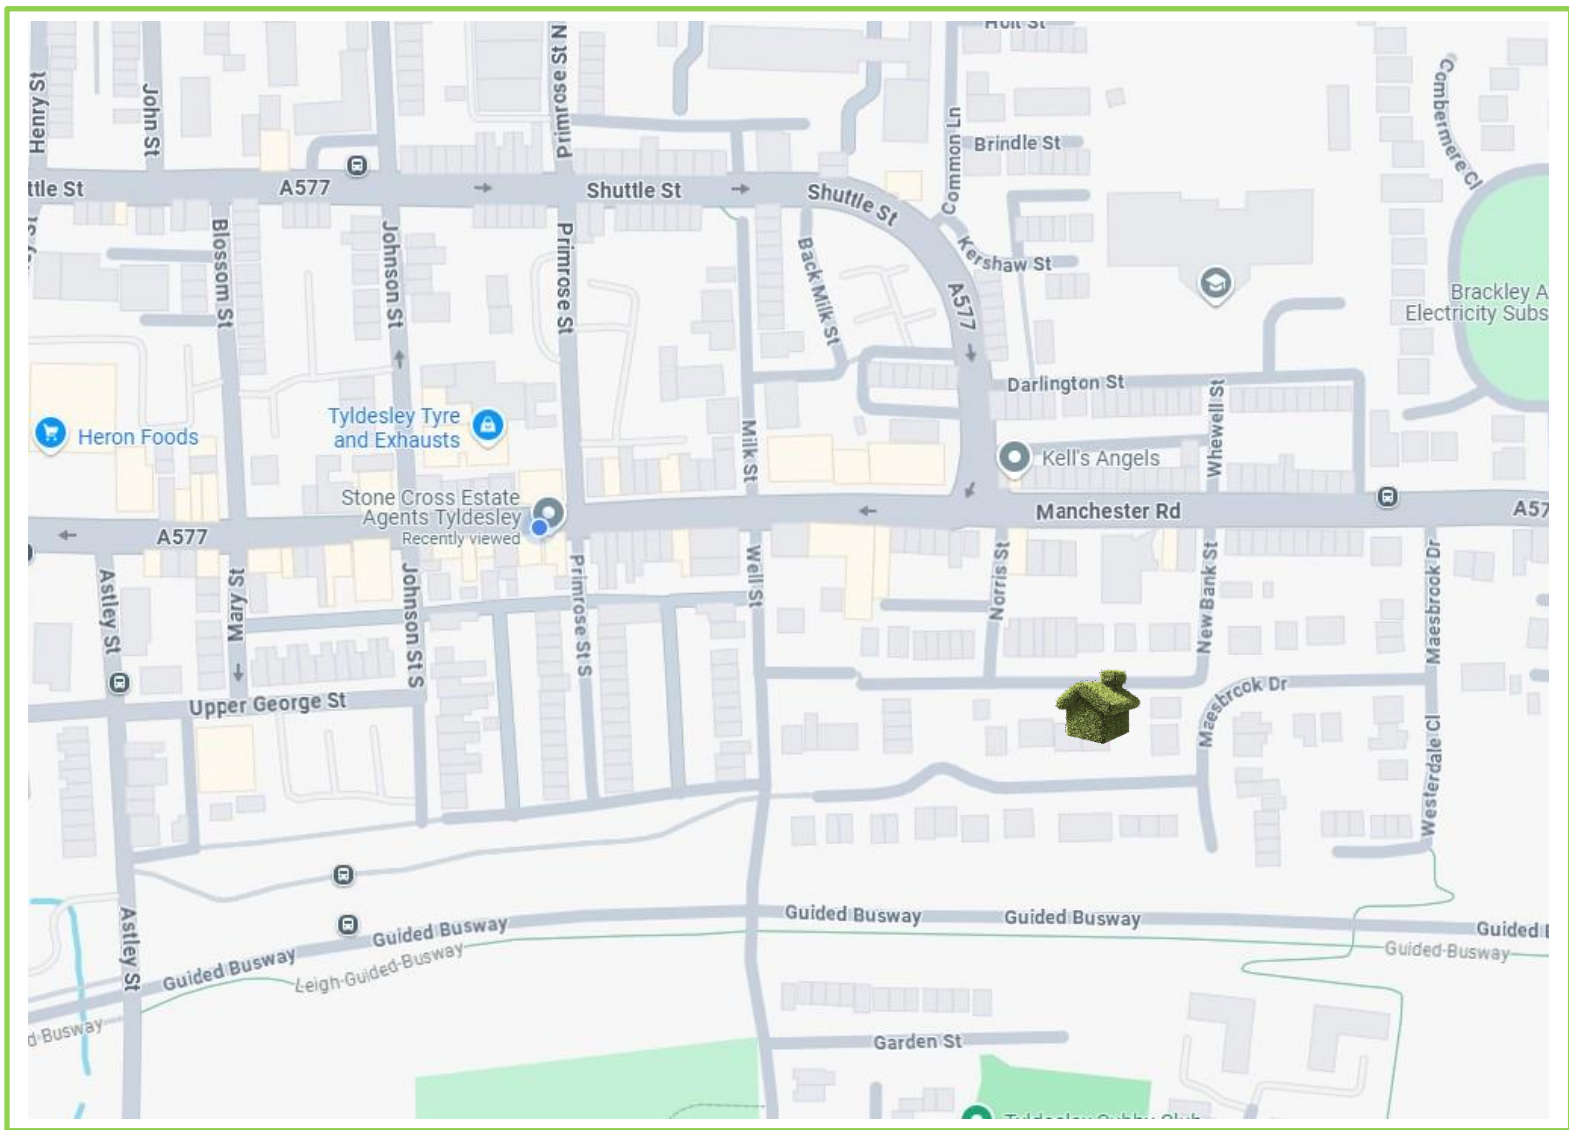 Holt St
Henry St
John St
Primrose St N
Common Ln
Brindle St
Combermere Cl
ttle St
A577
Shuttle St
Shuttle St
Kershaw St
Blossom St
Johnson St
Primrose St
Back Milk St
A577
Brackley A
Electricity Subs
Darlington St
Whewell St
Heron Foods
Tyldesley Tyre
and Exhausts
Milk St
Kell's Angels
Stone Cross Estate
Agents Tyldesley
Recently viewed
A577
Manchester Rd
A57
Astley St
Mary St
Johnson St S
Primrose St S
Well St
Norris St
New Bank St
Maesbrook Dr
Upper George St
Maesbrook Dr
Westerdale Cl
Astley St
Guided Busway
Guided Busway
Guided Busway
Guided Busway
Guided B
Leigh-Guided-Busway
Guided-Busway
d-Busway
Garden St
Tyldesley Rugby Club